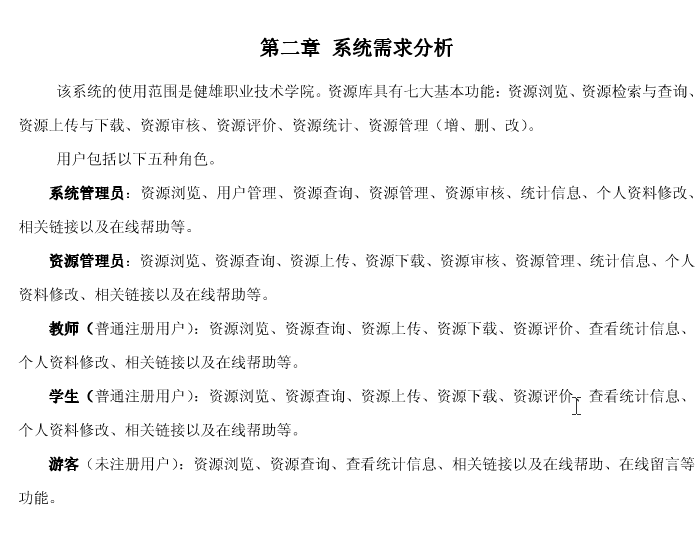 第二章 系统需求分析
该系统的使用范围是健雄职业技术学院。资源库具有七大基本功能：资源浏览、资源检索与查询、
资源上传与下载、资源审核、资源评价、资源统计、资源管理（增、删、改）。
用户包括以下五种角色。
系统管理员：资源浏览、用户管理、资源查询、资源管理、资源审核、统计信息、个人资料修改、
相关链接以及在线帮助等。
资源管理员：资源浏览、资源查询、资源上传、资源下载、资源审核、资源管理、统计信息、个人
资料修改、相关链接以及在线帮助等。
教师（普通注册用户）：资源浏览、资源查询、资源上传、资源下载、资源评价、查看统计信息、
个人资料修改、相关链接以及在线帮助等。
学生（普通注册用户）：资源浏览、资源查询、资源上传、资源下载、资源评价、查看统计信息、
个人资料修改、相关链接以及在线帮助等。
游客（未注册用户）：资源浏览、资源查询、查看统计信息、相关链接以及在线帮助、在线留言等
功能。